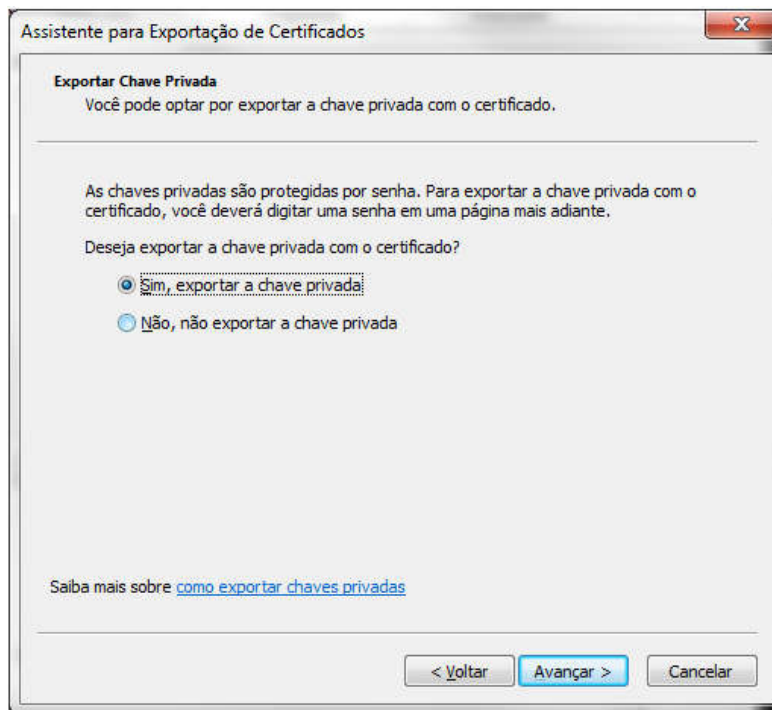 Assistente para Exportação de Certificados
Exportar Chave Privada
Você pode optar por exportar a chave privada com o certificado.
As chaves privadas são protegidas por senha. Para exportar a chave privada com o
certificado, você deverá digitar uma senha em uma página mais adiante.
Deseja exportar a chave privada com o certificado?
Sim, exportar a chave privada
Não, não exportar a chave privada
Saiba mais sobre como exportar chaves privadas
< Voltar Avançar > Cancelar